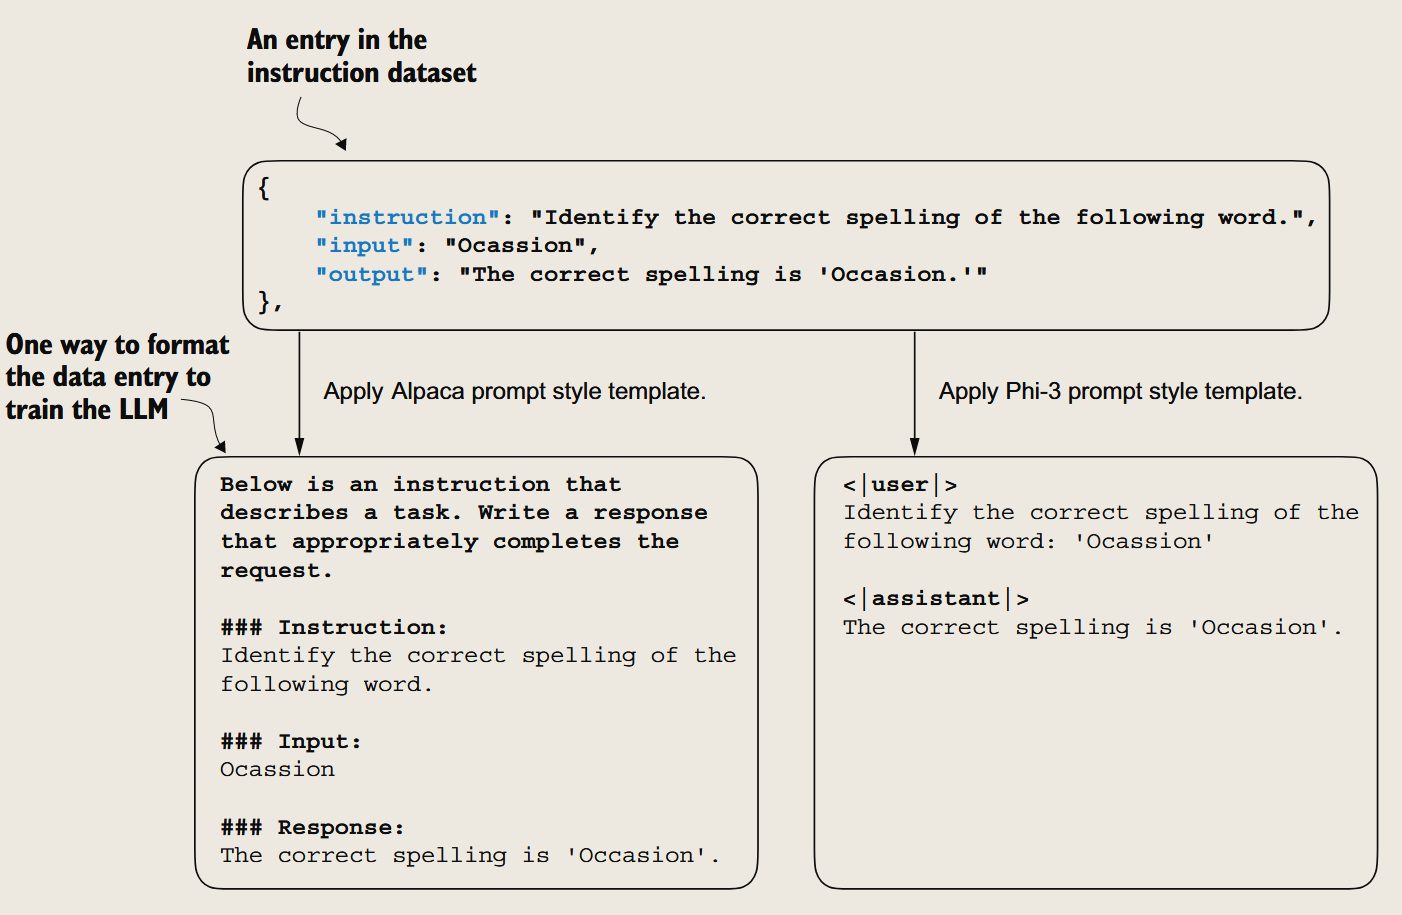 An entry in the
instruction dataset
{
"instruction": "Identify the correct spelling of the following word.",
"input": "Ocassion",
"output": "The correct spelling is 'Occasion.'"
},
One way to format
the data entry to
train the LLM
Apply Alpaca prompt style template.
Apply Phi-3 prompt style template.
Below is an instruction that
describes a task. Write a response
that appropriately completes the
request.
### Instruction:
Identify the correct spelling of the
following word.
### Input:
Ocassion
### Response:
The correct spelling is 'Occasion'.
<|user|>
Identify the correct spelling of the
following word: 'Ocassion'
<|assistant|>
The correct spelling is 'Occasion'.